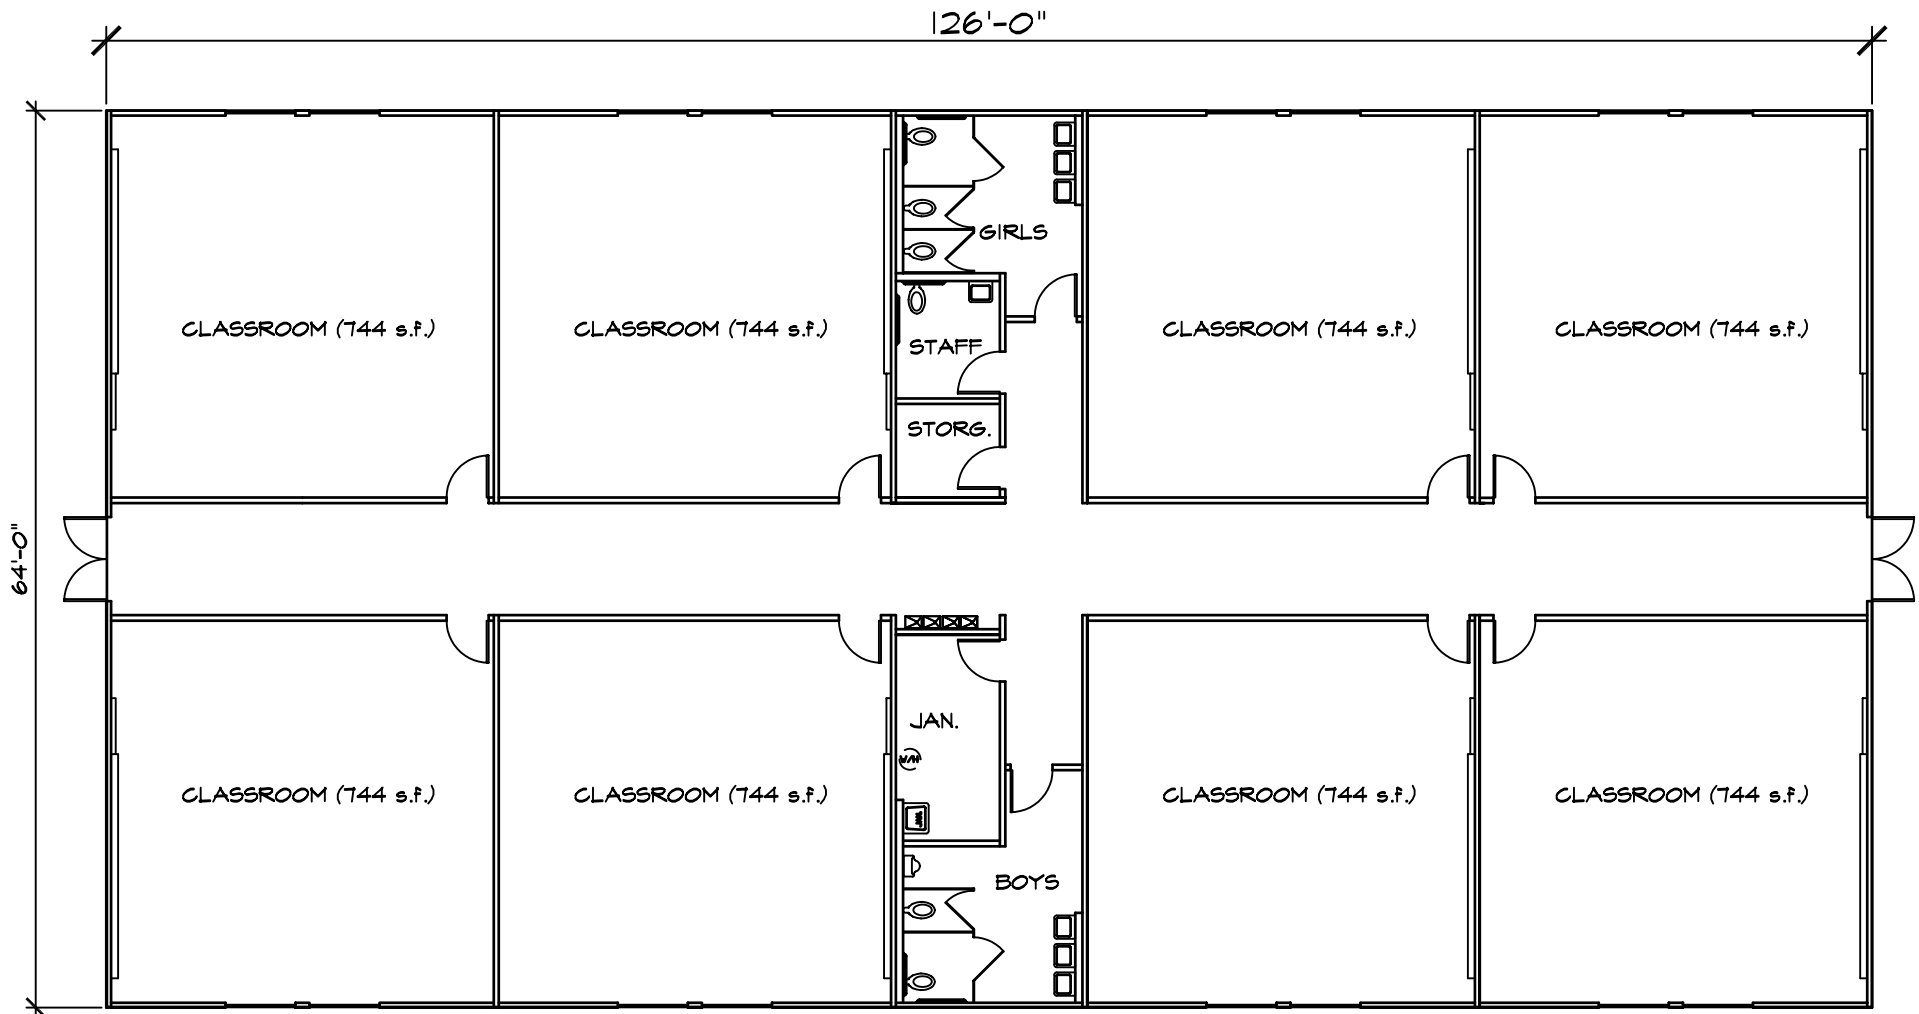 126'-0"
GIRLS
CLASSROOM (744 s.f.)
CLASSROOM (744 s.f.)
STAFF
CLASSROOM (744 s.f.)
CLASSROOM (744 s.f.)
STORG.
64'-0"
JAN.
CLASSROOM (744 s.f.)
CLASSROOM (744 s.f.)
CLASSROOM (744 s.f.)
CLASSROOM (744 s.f.)
BOYS